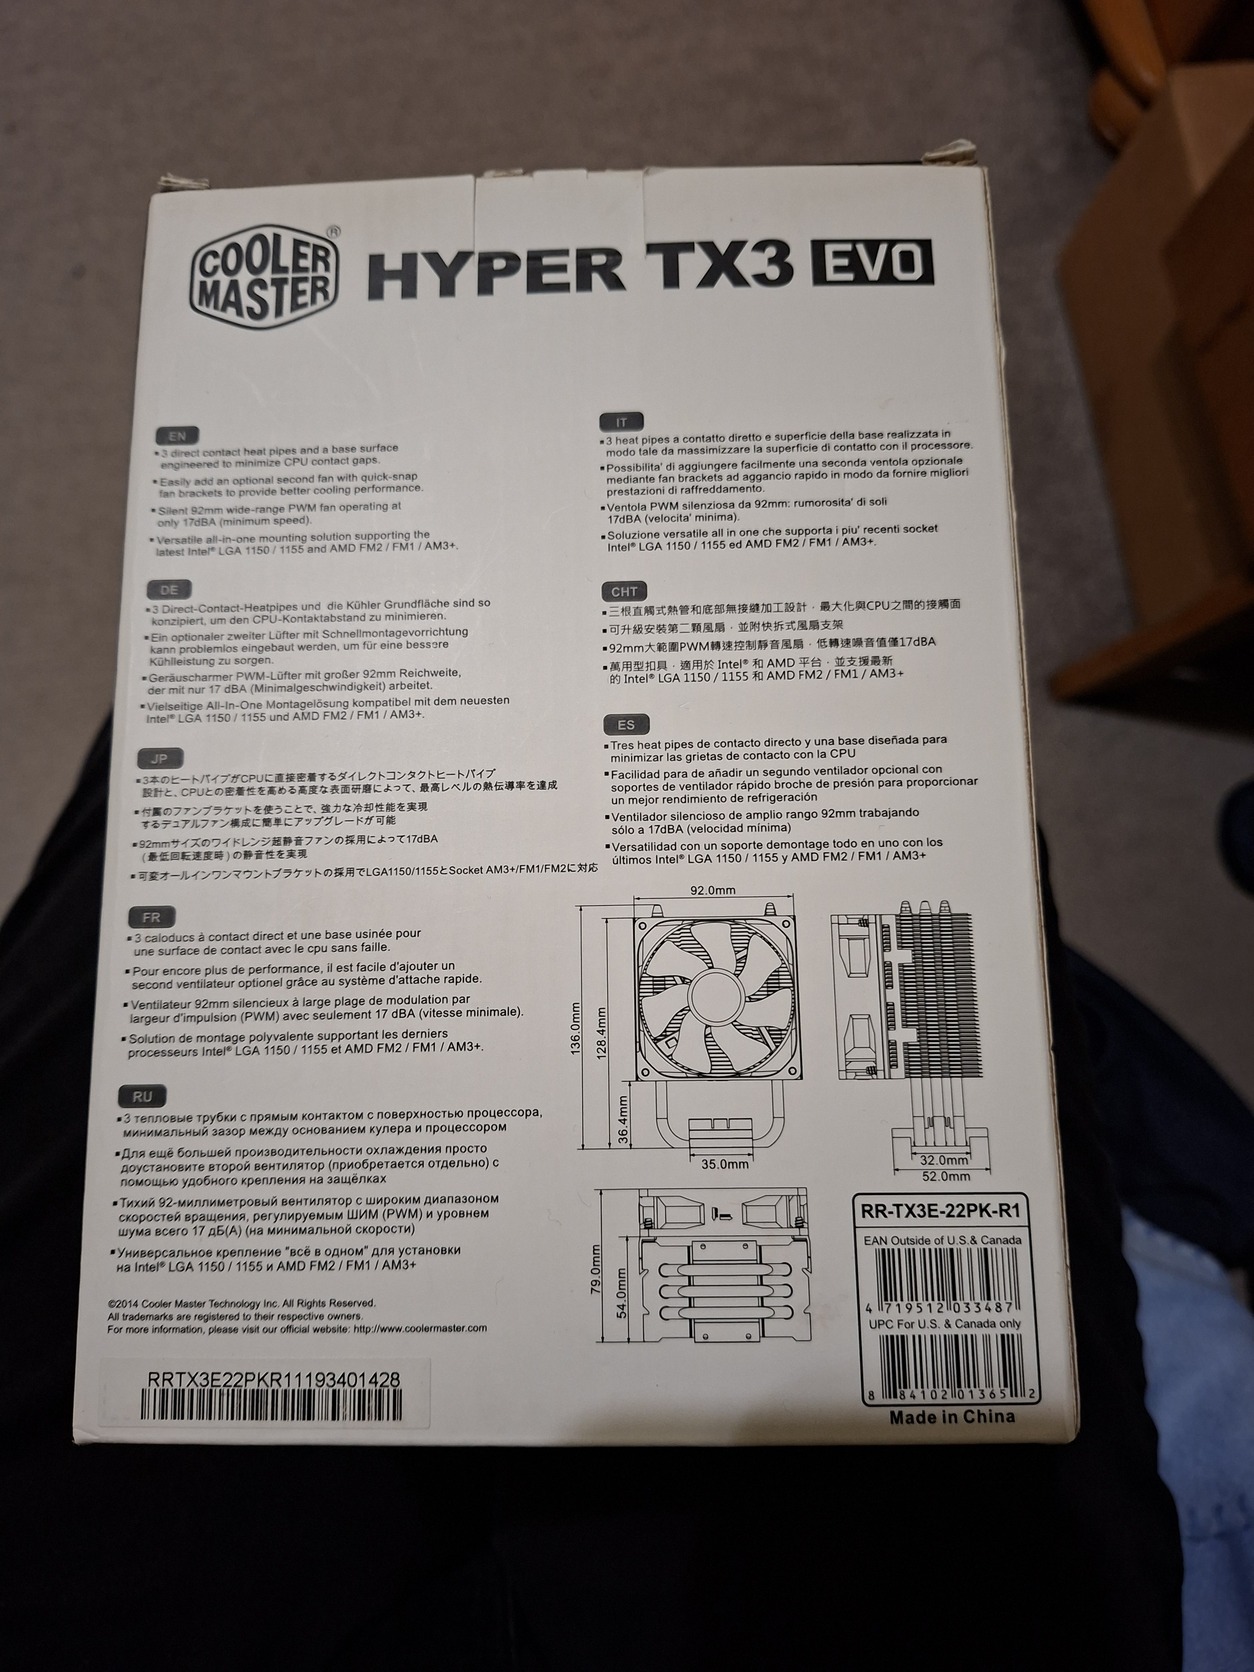 COOLER MASTER ®
HYPER TX3 EVO
EN
▪3 direct contact heat pipes and a base surface
engineered to minimize CPU contact gaps.
▪Easily add an optional second fan with quick-snap
fan brackets to provide better cooling performance.
▪Silent 92mm wide-range PWM fan operating at
only 17dBA (minimum speed).
▪Versatile all-in-one mounting solution supporting the
latest Intel® LGA 1150 / 1155 and AMD FM2 / FM1 / AM3+.
DE
▪3 Direct-Contact-Heatpipes und die Kühler Grundfläche sind so
konzipiert, um den CPU-Kontaktabstand zu minimieren.
▪Ein optionaler zweiter Lüfter mit Schnellmontagevorrichtung
kann problemlos eingebaut werden, um für eine bessere
Kühlleistung zu sorgen.
▪Geräuscharmer PWM-Lüfter mit großer 92mm Reichweite,
der mit nur 17 dBA (Minimalgeschwindigkeit) arbeitet.
▪Vielseitige All-In-One Montagelösung kompatibel mit dem neuesten
Intel® LGA 1150 / 1155 und AMD FM2 / FM1 / AM3+.
JP
▪3本のヒートパイプがCPUに直接密着するダイレクトコンタクトヒートパイプ
設計と、CPUとの密着性を高める高度な表面研磨によって、最高レベルの熱伝導率を達成
▪付属のファンブラケットを使うことで、強力な冷却性能を実現
するデュアルファン構成に簡単にアップグレードが可能
▪92mmサイズのワイドレンジ超静音ファンの採用によって17dBA
(最低回転速度時)の静音性を実現
▪可変オールインワンマウントブラケットの採用でLGA1150/1155とSocket AM3+/FM1/FM2に対応
FR
▪3 caloducs à contact direct et une base usinée pour
une surface de contact avec le cpu sans faille.
▪Pour encore plus de performance, il est facile d'ajouter un
second ventilateur optionel grâce au système d'attache rapide.
▪Ventilateur 92mm silencieux à large plage de modulation par
largeur d'impulsion (PWM) avec seulement 17 dBA (vitesse minimale).
▪Solution de montage polyvalente supportant les derniers
processeurs Intel® LGA 1150 / 1155 et AMD FM2 / FM1 / AM3+.
RU
▪3 тепловые трубки с прямым контактом с поверхностью процессора,
минимальный зазор между основанием кулера и процессором
▪Для ещё большей производительности охлаждения просто
доустановите второй вентилятор (приобретается отдельно) с
помощью удобного крепления на защёлках
▪Тихий 92-миллиметровый вентилятор с широким диапазоном
скоростей вращения, регулируемым ШИМ (PWM) и уровнем
шума всего 17 дБ(А) (на минимальной скорости)
▪Универсальное крепление "всё в одном" для установки
на Intel® LGA 1150 / 1155 и AMD FM2 / FM1 / AM3+
©2014 Cooler Master Technology Inc. All Rights Reserved.
All trademarks are registered to their respective owners.
For more information, please visit our official website: http://www.coolermaster.com
RRTX3E22PKR11193401428
IT
▪3 heat pipes a contatto diretto e superficie della base realizzata in
modo tale da massimizzare la superficie di contatto con il processore.
▪Possibilita' di aggiungere facilmente una seconda ventola opzionale
mediante fan brackets ad aggancio rapido in modo da fornire migliori
prestazioni di raffreddamento.
▪Ventola PWM silenziosa da 92mm: rumorosita' di soli
17dBA (velocita' minima).
▪Soluzione versatile all in one che supporta i piu' recenti socket
Intel® LGA 1150 / 1155 ed AMD FM2 / FM1 / AM3+.
CHT
▪三根直觸式熱管和底部無接縫加工設計，最大化與CPU之間的接觸面
▪可升級安裝第二顆風扇，並附快拆式風扇支架
▪92mm大範圍PWM轉速控制靜音風扇，低轉速噪音值僅17dBA
▪萬用型扣具，適用於 Intel® 和 AMD 平台，並支援最新
的 Intel® LGA 1150 / 1155 和 AMD FM2 / FM1 / AM3+
ES
▪Tres heat pipes de contacto directo y una base diseñada para
minimizar las grietas de contacto con la CPU
▪Facilidad para de añadir un segundo ventilador opcional con
soportes de ventilador rápido broche de presión para proporcionar
un mejor rendimiento de refrigeración
▪Ventilador silencioso de amplio rango 92mm trabajando
sólo a 17dBA (velocidad mínima)
▪Versatilidad con un soporte demontage todo en uno con los
últimos Intel® LGA 1150 / 1155 y AMD FM2 / FM1 / AM3+
92.0mm
136.0mm
128.4mm
36.4mm
35.0mm
32.0mm
52.0mm
79.0mm
54.0mm
RR-TX3E-22PK-R1
EAN Outside of U.S.& Canada
4 719512 033487
UPC For U.S. & Canada only
8 84102 01365 2
Made in China